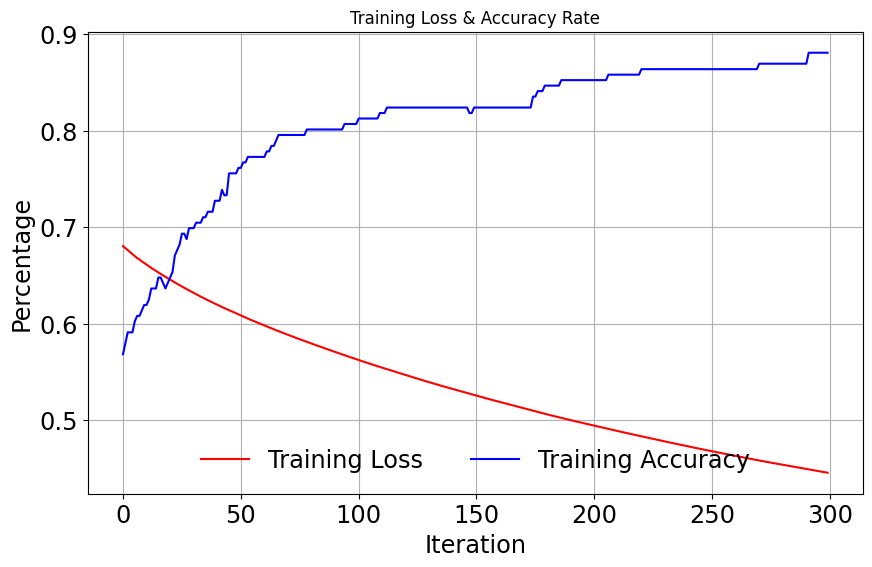 Training Loss & Accuracy Rate
0.9
0.8
0.7
0.6
0.5
Percentage
Training Loss
Training Accuracy
0 50 100 150 200 250 300
Iteration